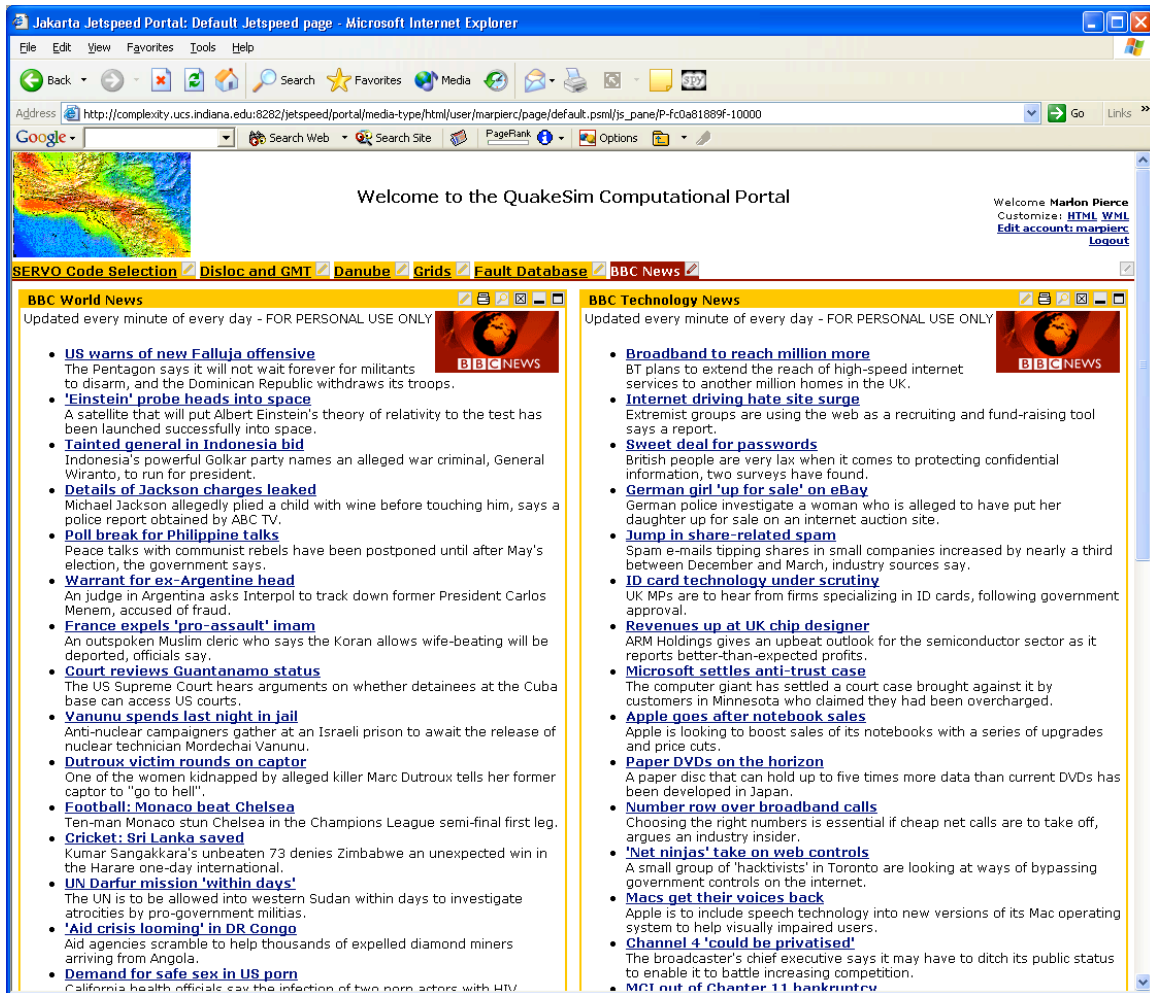 Jakarta Jetspeed Portal: Default Jetspeed page - Microsoft Internet Explorer
File Edit View Favorites Tools Help
Back Search Favorites Media spy
Address http://complexity.ucs.indiana.edu:8282/jetspeed/portal/media-type/html/user/marpierc/page/default.psml/js_pane/P-fc0a81889f-10000 Go Links »
Google Search Web Search Site PageRank Options
Welcome to the QuakeSim Computational Portal
Welcome Marlon Pierce
Customize: HTML WML
Edit account: marpierc
Logout
SERVO Code Selection Disloc and GMT Danube Grids Fault Database BBC News
BBC World News
Updated every minute of every day - FOR PERSONAL USE ONLY
BBC NEWS
• US warns of new Falluja offensive
The Pentagon says it will not wait forever for militants
to disarm, and the Dominican Republic withdraws its troops.
• 'Einstein' probe heads into space
A satellite that will put Albert Einstein's theory of relativity to the test has
been launched successfully into space.
• Tainted general in Indonesia bid
Indonesia's powerful Golkar party names an alleged war criminal, General
Wiranto, to run for president.
• Details of Jackson charges leaked
Michael Jackson allegedly plied a child with wine before touching him, says a
police report obtained by ABC TV.
• Poll break for Philippine talks
Peace talks with communist rebels have been postponed until after May's
election, the government says.
• Warrant for ex-Argentine head
An judge in Argentina asks Interpol to track down former President Carlos
Menem, accused of fraud.
• France expels 'pro-assault' imam
An outspoken Muslim cleric who says the Koran allows wife-beating will be
deported, officials say.
• Court reviews Guantanamo status
The US Supreme Court hears arguments on whether detainees at the Cuba
base can access US courts.
• Vanunu spends last night in jail
Anti-nuclear campaigners gather at an Israeli prison to await the release of
nuclear technician Mordechai Vanunu.
• Dutroux victim rounds on captor
One of the women kidnapped by alleged killer Marc Dutroux tells her former
captor to "go to hell".
• Football: Monaco beat Chelsea
Ten-man Monaco stun Chelsea in the Champions League semi-final first leg.
• Cricket: Sri Lanka saved
Kumar Sangakkara's unbeaten 73 denies Zimbabwe an unexpected win in
the Harare one-day international.
• UN Darfur mission 'within days'
The UN is to be allowed into western Sudan within days to investigate
atrocities by pro-government militias.
• 'Aid crisis looming' in DR Congo
Aid agencies scramble to help thousands of expelled diamond miners
arriving from Angola.
• Demand for safe sex in US porn
California health officials say the infection of two porn actors with HIV
BBC Technology News
Updated every minute of every day - FOR PERSONAL USE ONLY
BBC NEWS
• Broadband to reach million more
BT plans to extend the reach of high-speed internet
services to another million homes in the UK.
• Internet driving hate site surge
Extremist groups are using the web as a recruiting and fund-raising tool
says a report.
• Sweet deal for passwords
British people are very lax when it comes to protecting confidential
information, two surveys have found.
• German girl 'up for sale' on eBay
German police investigate a woman who is alleged to have put her
daughter up for sale on an internet auction site.
• Jump in share-related spam
Spam e-mails tipping shares in small companies increased by nearly a third
between December and March, industry sources say.
• ID card technology under scrutiny
UK MPs are to hear from firms specializing in ID cards, following government
approval.
• Revenues up at UK chip designer
ARM Holdings gives an upbeat outlook for the semiconductor sector as it
reports better-than-expected profits.
• Microsoft settles anti-trust case
The computer giant has settled a court case brought against it by
customers in Minnesota who claimed they had been overcharged.
• Apple goes after notebook sales
Apple is looking to boost sales of its notebooks with a series of upgrades
and price cuts.
• Paper DVDs on the horizon
A paper disc that can hold up to five times more data than current DVDs has
been developed in Japan.
• Number row over broadband calls
Choosing the right numbers is essential if cheap net calls are to take off,
argues an industry insider.
• 'Net ninjas' take on web controls
A small group of 'hacktivists' in Toronto are looking at ways of bypassing
government controls on the internet.
• Macs get their voices back
Apple is to include speech technology into new versions of its Mac operating
system to help visually impaired users.
• Channel 4 'could be privatised'
The broadcaster's chief executive says it may have to ditch its public status
to enable it to battle increasing competition.
• MCI out of Chapter 11 bankruptcy